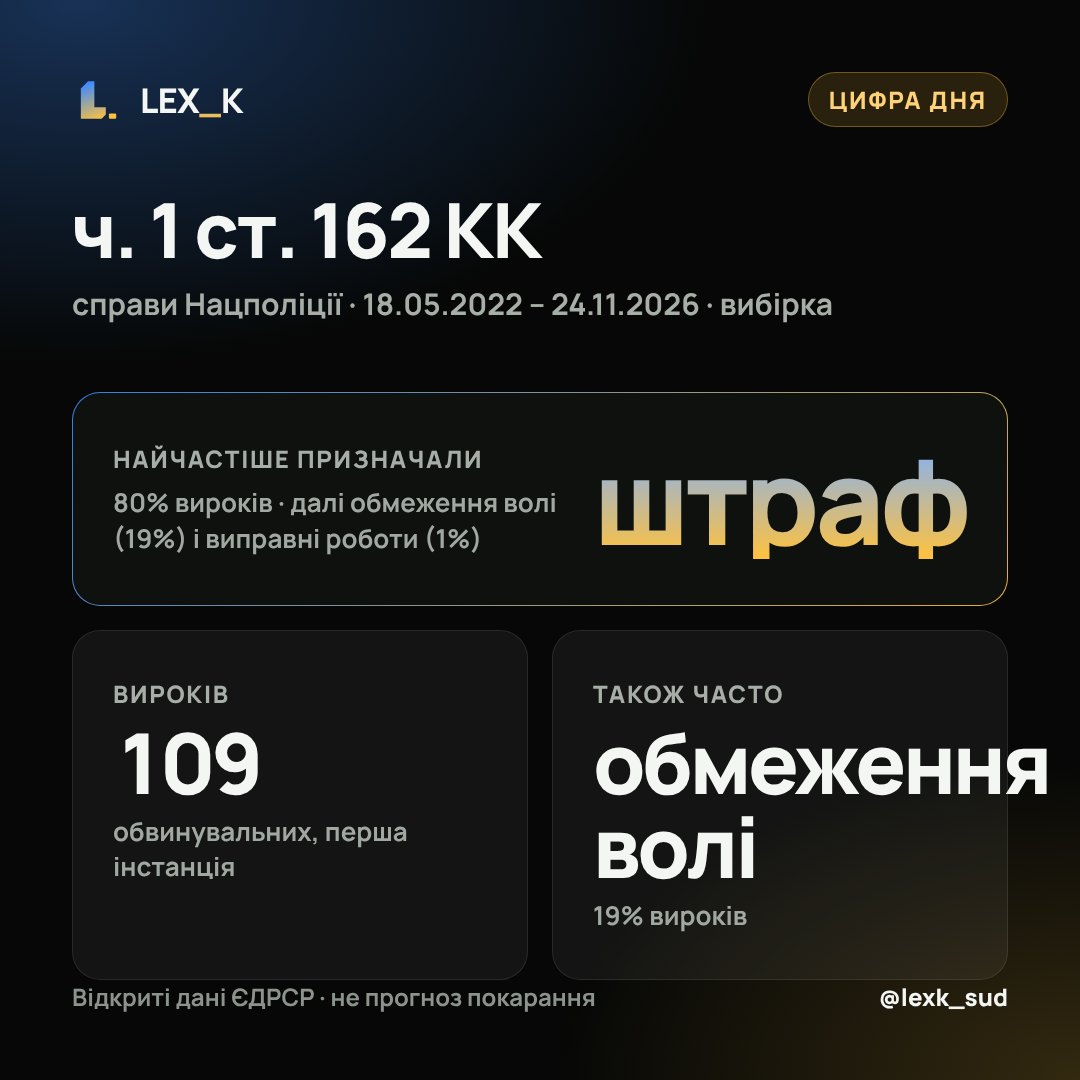 LEX_K
ЦИФРА ДНЯ
ч. 1 ст. 162 КК
справи Нацполіції · 18.05.2022 – 24.11.2026 · вибірка
НАЙЧАСТІШЕ ПРИЗНАЧАЛИ
80% вироків · далі обмеження волі
(19%) і виправні роботи (1%)
штраф
ВИРОКІВ
109
обвинувальних, перша
інстанція
ТАКОЖ ЧАСТО
обмеження
волі
19% вироків
Відкриті дані ЄДРСР · не прогноз покарання
@lexk_sud